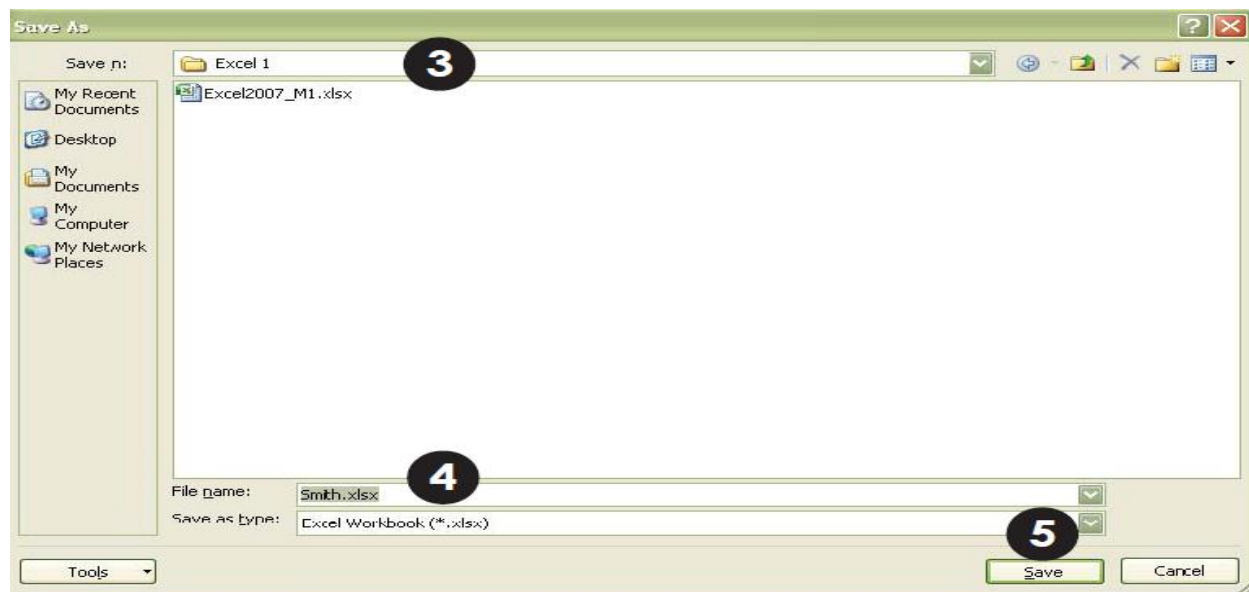 Save As
Save in:
Excel 1
3
My Recent
Documents
Desktop
My
Documents
My
Computer
My Network
Places
Excel2007_M1.xlsx
4
File name:
Smith.xlsx
Save as type:
Excel Workbook (*.xlsx)
5
Tools
Save
Cancel